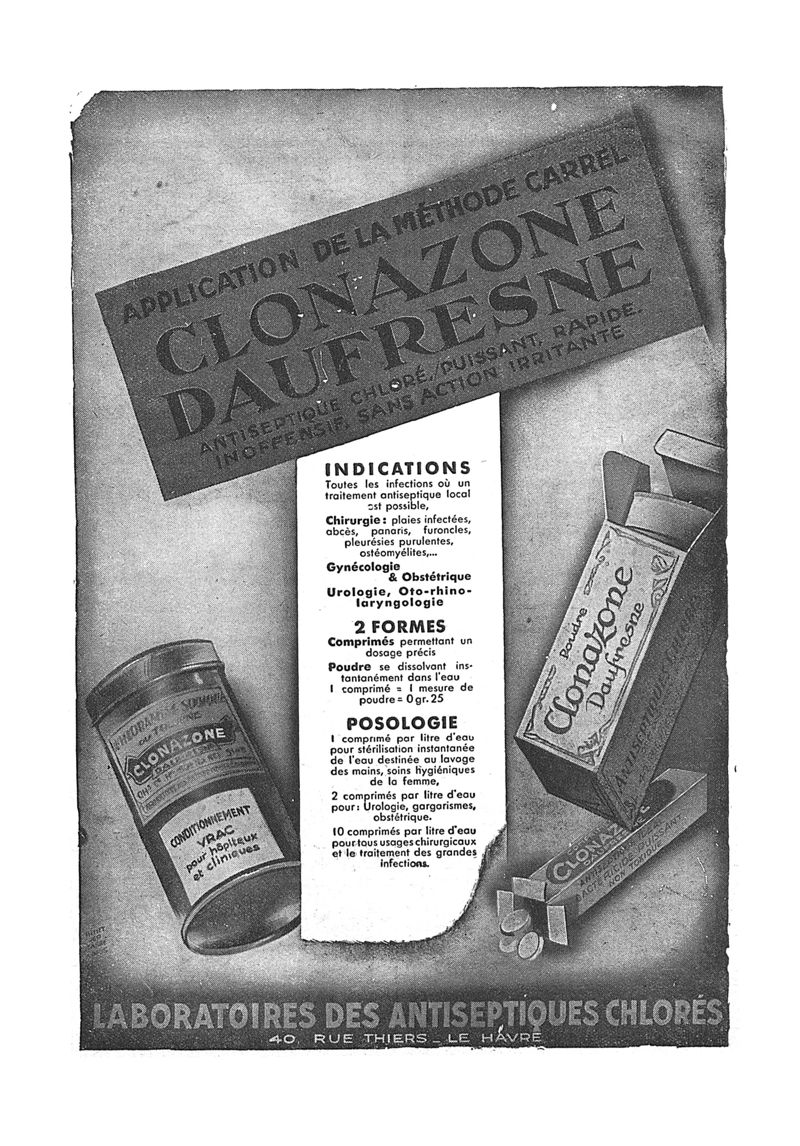 APPLICATION DE LA MÉTHODE CARREL
CLONAZONE
DAUFRESNE
ANTISEPTIQUE CHLORÉ, PUISSANT, RAPIDE.
INOFFENSIF, SANS ACTION IRRITANTE
INDICATIONS
Toutes les infections où un
traitement antiseptique local
est possible,
Chirurgie : plaies infectées,
abcès, panaris, furoncles,
pleurésies purulentes,
ostéomyélites,...
Gynécologie
& Obstétrique
Urologie, Oto-rhino-
laryngologie
2 FORMES
Comprimés permettant un
dosage précis
Poudre se dissolvant ins-
tantanément dans l'eau
1 comprimé = 1 mesure de
poudre = 0gr.25
POSOLOGIE
1 comprimé par litre d'eau
pour stérilisation instantanée
de l'eau destinée au lavage
des mains, soins hygiéniques
de la femme,
2 comprimés par litre d'eau
pour : Urologie, gargarismes,
obstétrique.
10 comprimés par litre d'eau
pour tous usages chirurgicaux
et le traitement des grandes
infections.
CLONAZONE
CONDITIONNEMENT
VRAC
pour hôpitaux
et cliniques
Poudre
Clonazone
Daufresne
CLONAZ
LABORATOIRES DES ANTISEPTIQUES CHLORÉS
40, RUE THIERS _ LE HÂVRE